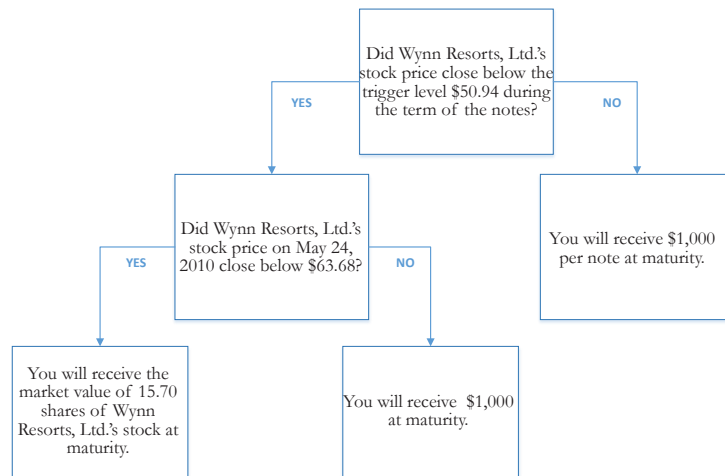 Did Wynn Resorts, Ltd.'s
stock price close below the
trigger level $50.94 during
the term of the notes?
YES
NO
Did Wynn Resorts, Ltd.'s
stock price on May 24,
2010 close below $63.68?
You will receive $1,000
per note at maturity.
YES
NO
You will receive the
market value of 15.70
shares of Wynn
Resorts, Ltd.'s stock at
maturity.
You will receive $1,000
at maturity.